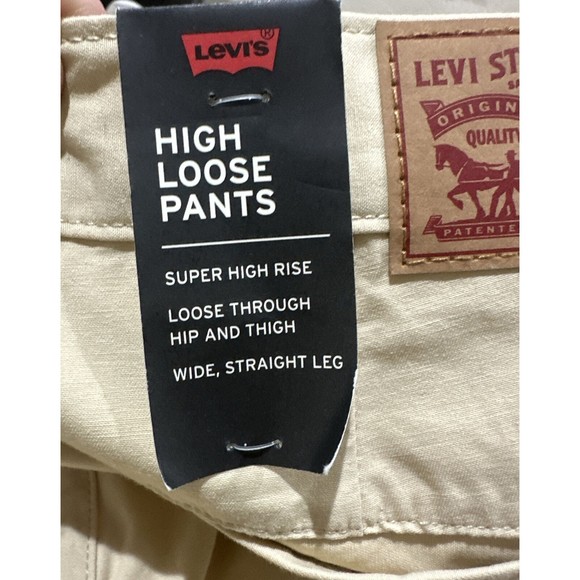 LEVI'S®
HIGH
LOOSE
PANTS
SUPER HIGH RISE
LOOSE THROUGH
HIP AND THIGH
WIDE, STRAIGHT LEG
LEVI ST
ORIGIN
QUALITY
PATENTE